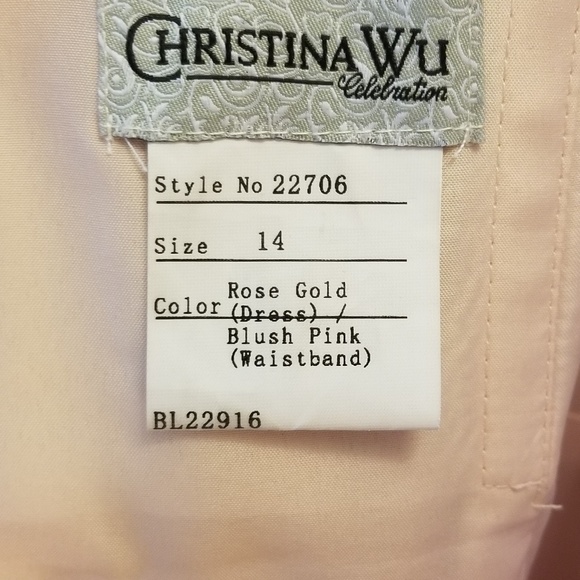 CHRISTINA WU
Celebration
Style No 22706
Size 14
Rose Gold
Color (Dress) /
Blush Pink
(Waistband)
BL22916